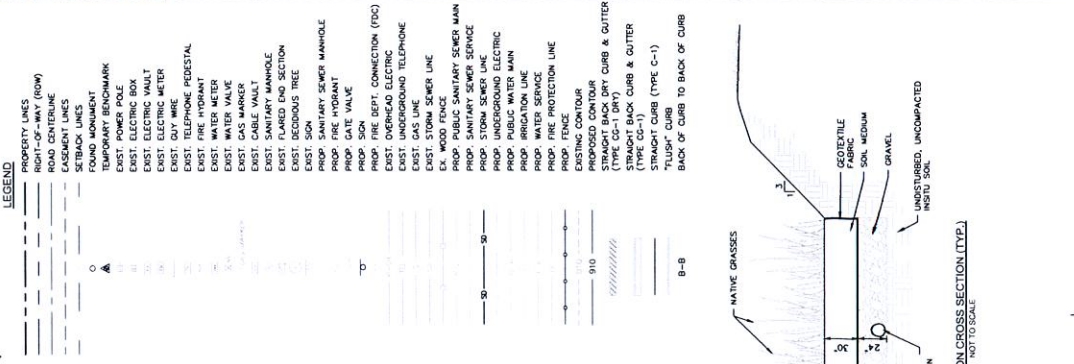 LEGEND
PROPERTY LINES
RIGHT-OF-WAY (ROW)
ROAD CENTERLINE
EASEMENT LINES
SETBACK LINES
FOUND MONUMENT
TEMPORARY BENCHMARK
EXIST. POWER POLE
EXIST. ELECTRIC BOX
EXIST. ELECTRIC VAULT
EXIST. ELECTRIC METER
EXIST. GUY WIRE
EXIST. TELEPHONE PEDESTAL
EXIST. FIRE HYDRANT
EXIST. WATER METER
EXIST. WATER VALVE
EXIST. GAS MARKER
EXIST. CABLE VAULT
EXIST. SANITARY MANHOLE
EXIST. FLARED END SECTION
EXIST. DECIDIOUS TREE
EXIST. SIGN
PROP. SANITARY SEWER MANHOLE
PROP. FIRE HYDRANT
PROP. GATE VALVE
PROP. SIGN
PROP. FIRE DEPT. CONNECTION (FDC)
EXIST. OVERHEAD ELECTRIC
EXIST. UNDERGROUND TELEPHONE
EXIST. GAS LINE
EXIST. STORM SEWER LINE
EX. WOOD FENCE
PROP. PUBLIC SANITARY SEWER MAIN
PROP. SANITARY SEWER SERVICE
SD SD PROP. STORM SEWER LINE
PROP. UNDERGROUND ELECTRIC
PROP. PUBLIC WATER MAIN
PROP. IRRIGATION LINE
PROP. WATER SERVICE
PROP. FIRE PROTECTION LINE
PROP. FENCE
910 EXISTING CONTOUR
910 PROPOSED CONTOUR
STRAIGHT BACK DRY CURB & GUTTER
(TYPE CG-1 DRY)
STRAIGHT BACK CURB & GUTTER
(TYPE CG-1)
STRAIGHT CURB (TYPE C-1)
"FLUSH" CURB
B-B BACK OF CURB TO BACK OF CURB
NATIVE GRASSES
3
1
GEOTEXTILE
FABRIC
SOIL MEDIUM
GRAVEL
UNDISTURBED, UNCOMPACTED
INSITU SOIL
30"
24"
ON CROSS SECTION (TYP.)
NOT TO SCALE